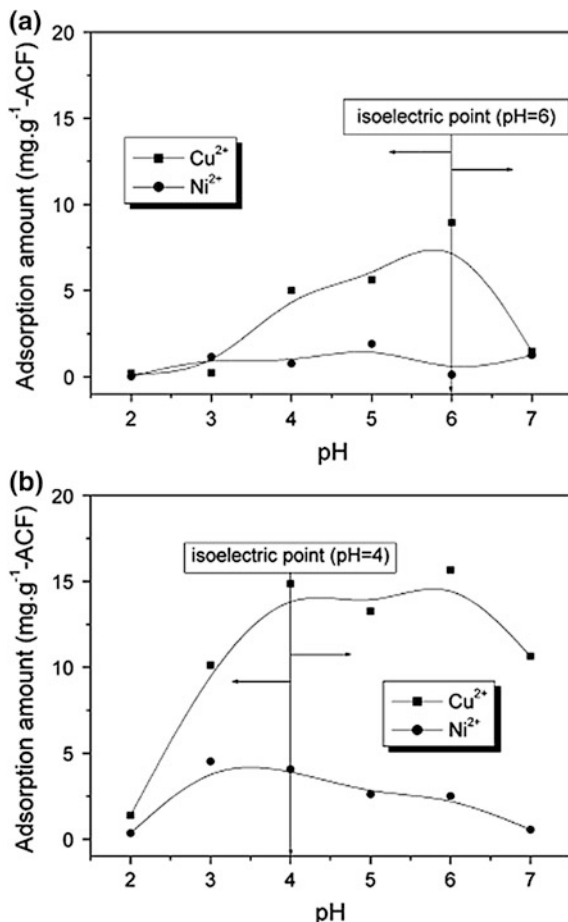 (a)
20
15
10
5
0
Adsorption amount (mg.g⁻¹-ACF)
isoelectric point (pH=6)
Cu²⁺
Ni²⁺
2 3 4 5 6 7
pH
(b)
20
15
10
5
0
Adsorption amount (mg.g⁻¹-ACF)
isoelectric point (pH=4)
Cu²⁺
Ni²⁺
2 3 4 5 6 7
pH